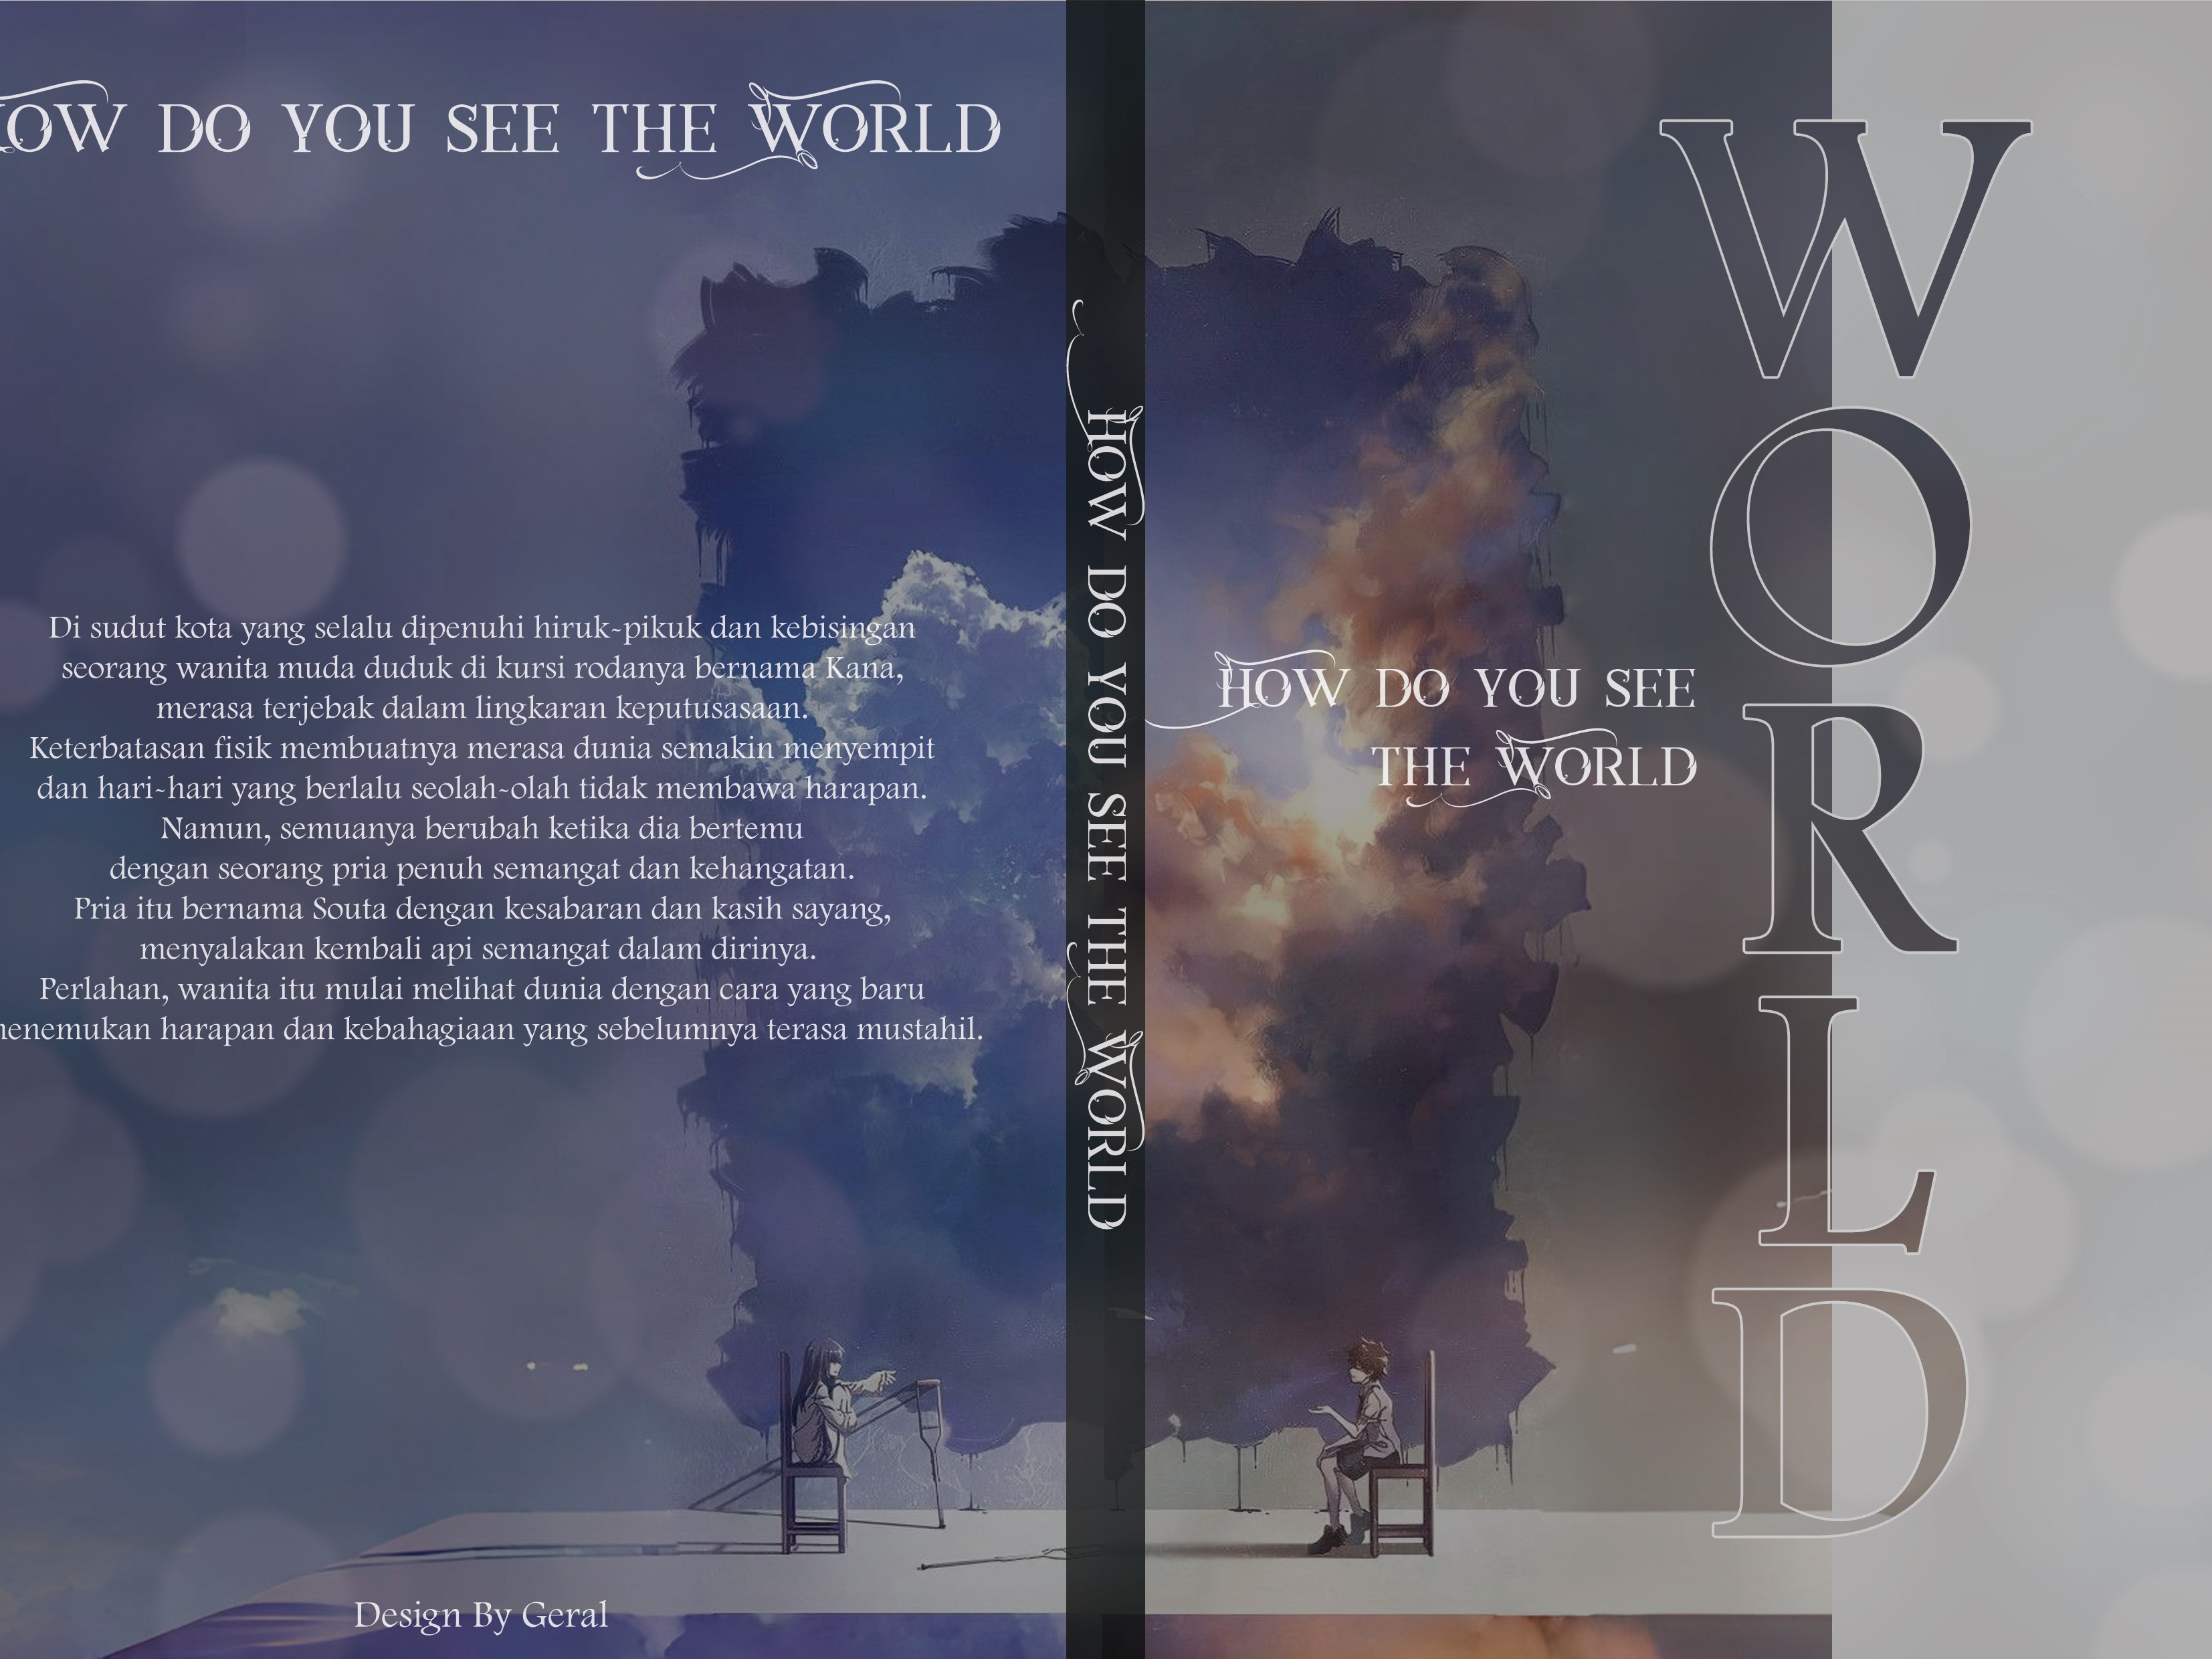 HOW DO YOU SEE THE WORLD
Di sudut kota yang selalu dipenuhi hiruk-pikuk dan kebisingan
seorang wanita muda duduk di kursi rodanya bernama Kana,
merasa terjebak dalam lingkaran keputusasaan.
Keterbatasan fisik membuatnya merasa dunia semakin menyempit
dan hari-hari yang berlalu seolah-olah tidak membawa harapan.
Namun, semuanya berubah ketika dia bertemu
dengan seorang pria penuh semangat dan kehangatan.
Pria itu bernama Souta dengan kesabaran dan kasih sayang,
menyalakan kembali api semangat dalam dirinya.
Perlahan, wanita itu mulai melihat dunia dengan cara yang baru
menemukan harapan dan kebahagiaan yang sebelumnya terasa mustahil.
Design By Geral
HOW DO YOU SEE THE WORLD
HOW DO YOU SEE
THE WORLD
WORLD